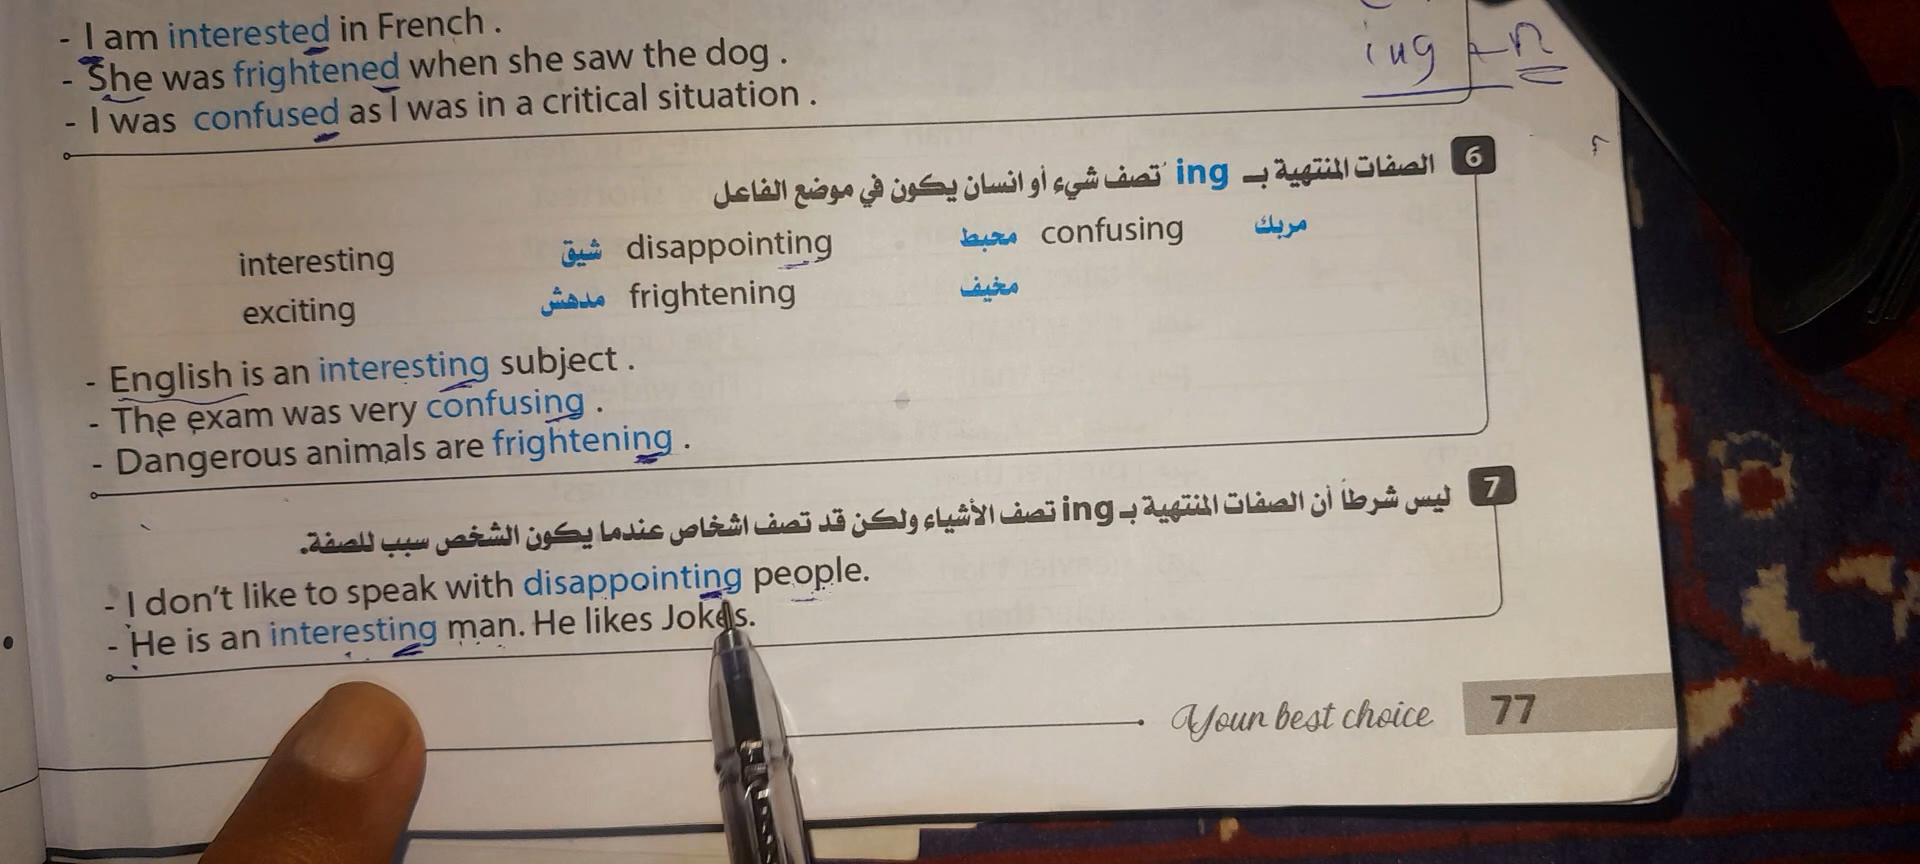 - I am interested in French .
- She was frightened when she saw the dog .
- I was confused as I was in a critical situation .
ing
6 الصفات المنتهية بـ ing تصف شيء أو انسان يكون في موضع الفاعل
interesting شيق disappointing محبط confusing مربك
exciting مدهش frightening مخيف
- English is an interesting subject .
- The exam was very confusing .
- Dangerous animals are frightening .
7 ليس شرطاً أن الصفات المنتهية بـ ing تصف الأشياء ولكن قد تصف اشخاص عندما يكون الشخص سبب للصفة.
- I don't like to speak with disappointing people.
- He is an interesting man. He likes Jokes.
Your best choice 77